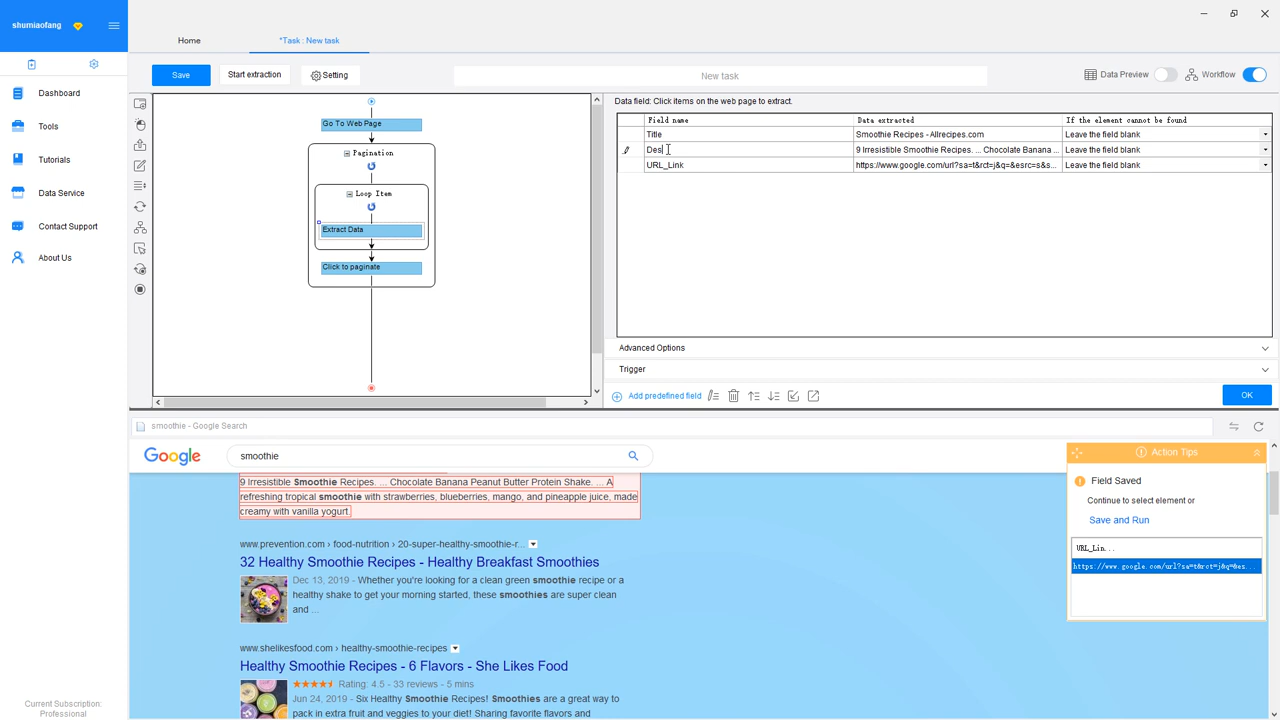 shumiaofang
Home
*Task : New task
Save
Start extraction
Setting
New task
Data Preview
Workflow
Dashboard
Tools
Tutorials
Data Service
Contact Support
About Us
Current Subscription:
Professional
Go To Web Page
Pagination
Loop Item
Extract Data
Click to paginate
Data field: Click items on the web page to extract.
Field name
Data extracted
If the element cannot be found
Title
Smoothie Recipes - Allrecipes.com
Leave the field blank
Des
9 Irresistible Smoothie Recipes. ... Chocolate Banana ...
Leave the field blank
URL_Link
https://www.google.com/url?sa=t&rct=j&q=&esrc=s&s...
Leave the field blank
Advanced Options
Trigger
Add predefined field
OK
smoothie - Google Search
Google
smoothie
9 Irresistible Smoothie Recipes. ... Chocolate Banana Peanut Butter Protein Shake. ... A
refreshing tropical smoothie with strawberries, blueberries, mango, and pineapple juice, made
creamy with vanilla yogurt.
www.prevention.com › food-nutrition › 20-super-healthy-smoothie-r...
32 Healthy Smoothie Recipes - Healthy Breakfast Smoothies
Dec 13, 2019 - Whether you're looking for a clean green smoothie recipe or a
healthy shake to get your morning started, these smoothies are super clean
and ...
www.shelikesfood.com › healthy-smoothie-recipes
Healthy Smoothie Recipes - 6 Flavors - She Likes Food
Rating: 4.5 - 33 reviews - 5 mins
Jun 24, 2019 - Six Healthy Smoothie Recipes! Smoothies are a great way to
pack in extra fruit and veggies to your diet! Sharing favorite flavors and
Action Tips
Field Saved
Continue to select element or
Save and Run
URL_Lin...
https://www.google.com/url?sa=t&rct=j&q=&es...